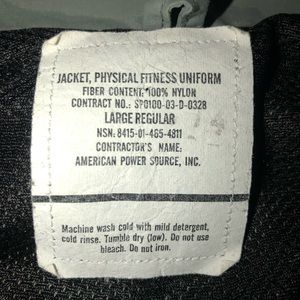 JACKET, PHYSICAL FITNESS UNIFORM
FIBER CONTENT: 100% NYLON
CONTRACT NO.: SPO100-03-D-0328
LARGE REGULAR
NSN: 8415-01-465-4811
CONTRACTOR'S NAME:
AMERICAN POWER SOURCE, INC.
Machine wash cold with mild detergent,
cold rinse. Tumble dry (low). Do not use
bleach. Do not iron.